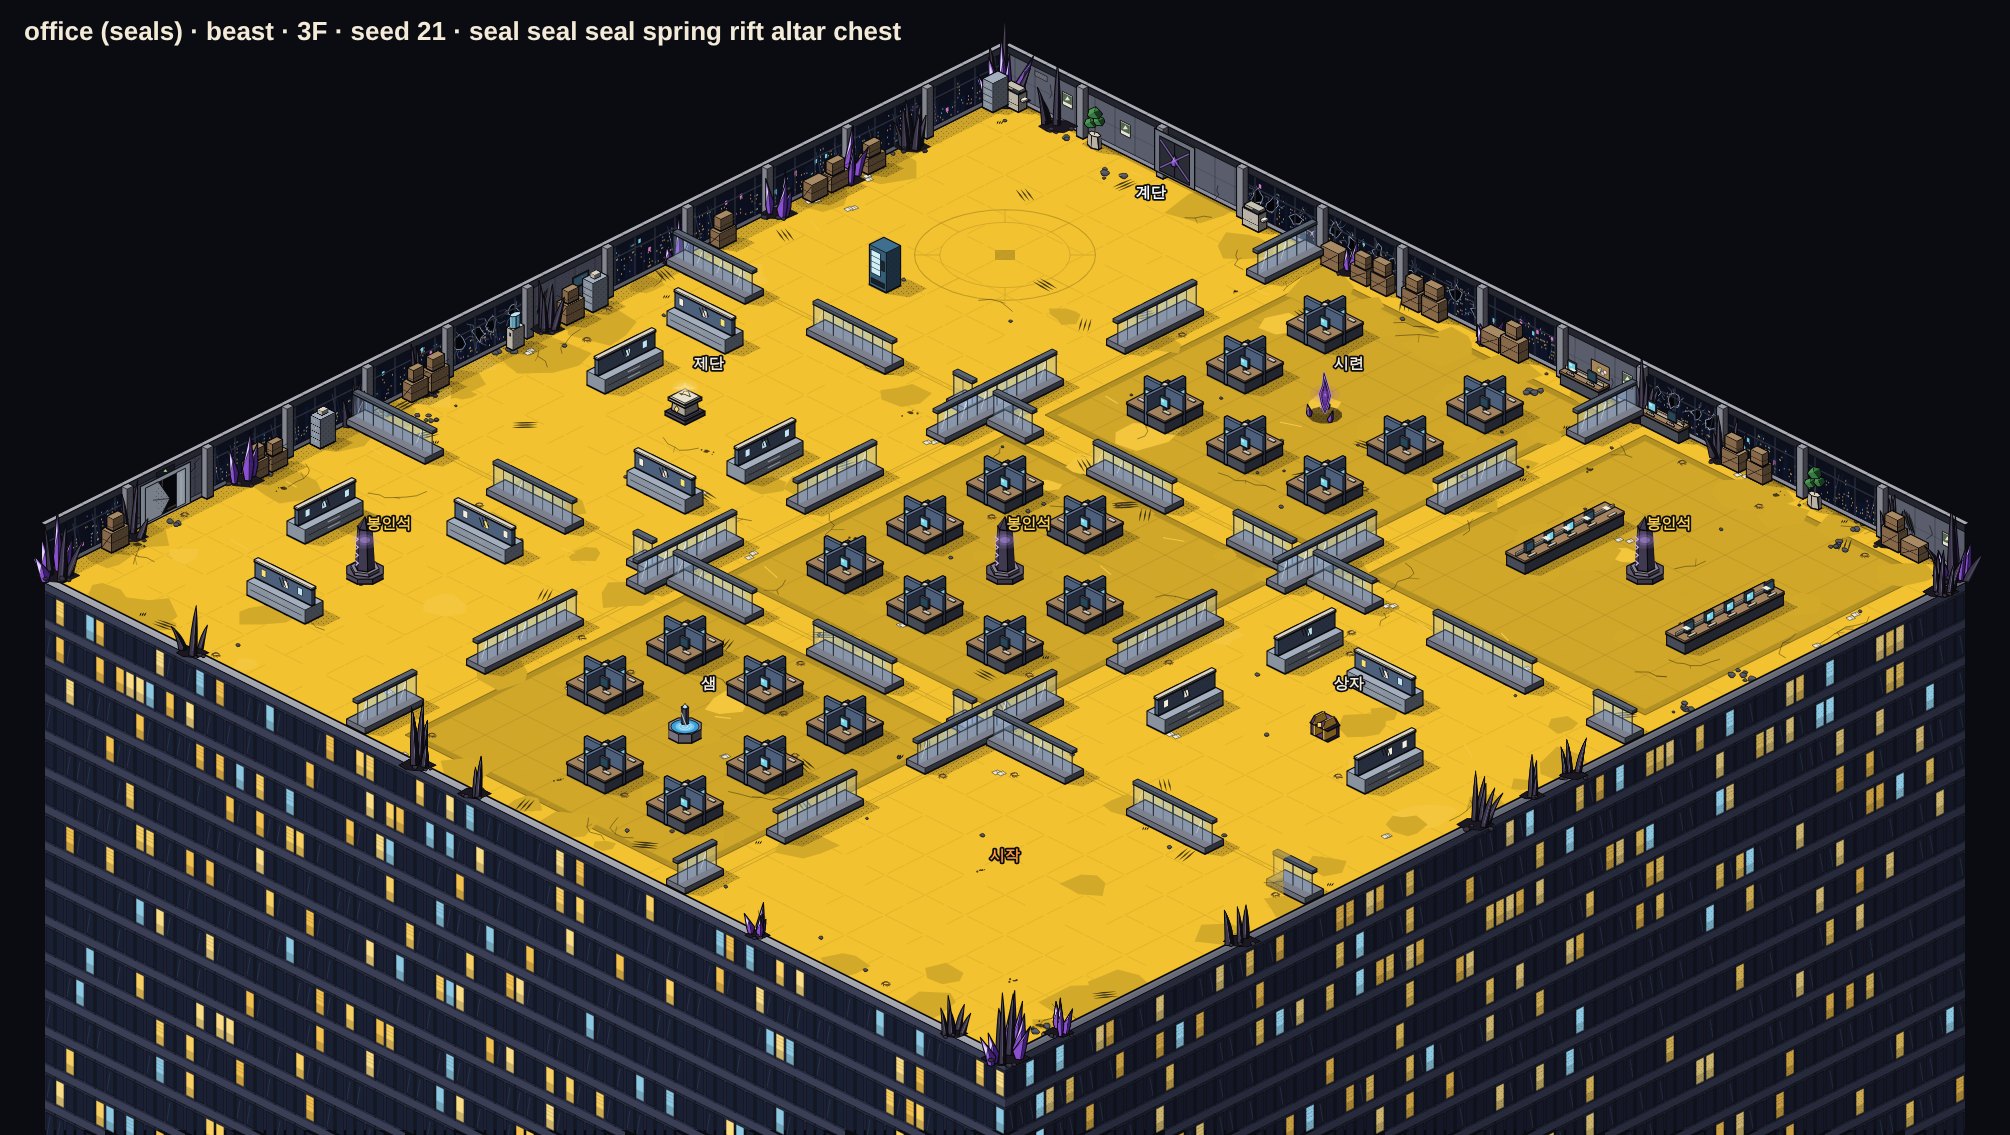 office (seals) · beast · 3F · seed 21 · seal seal seal spring rift altar chest
계단
제단
시련
봉인석
봉인석
봉인석
샘
상자
시작